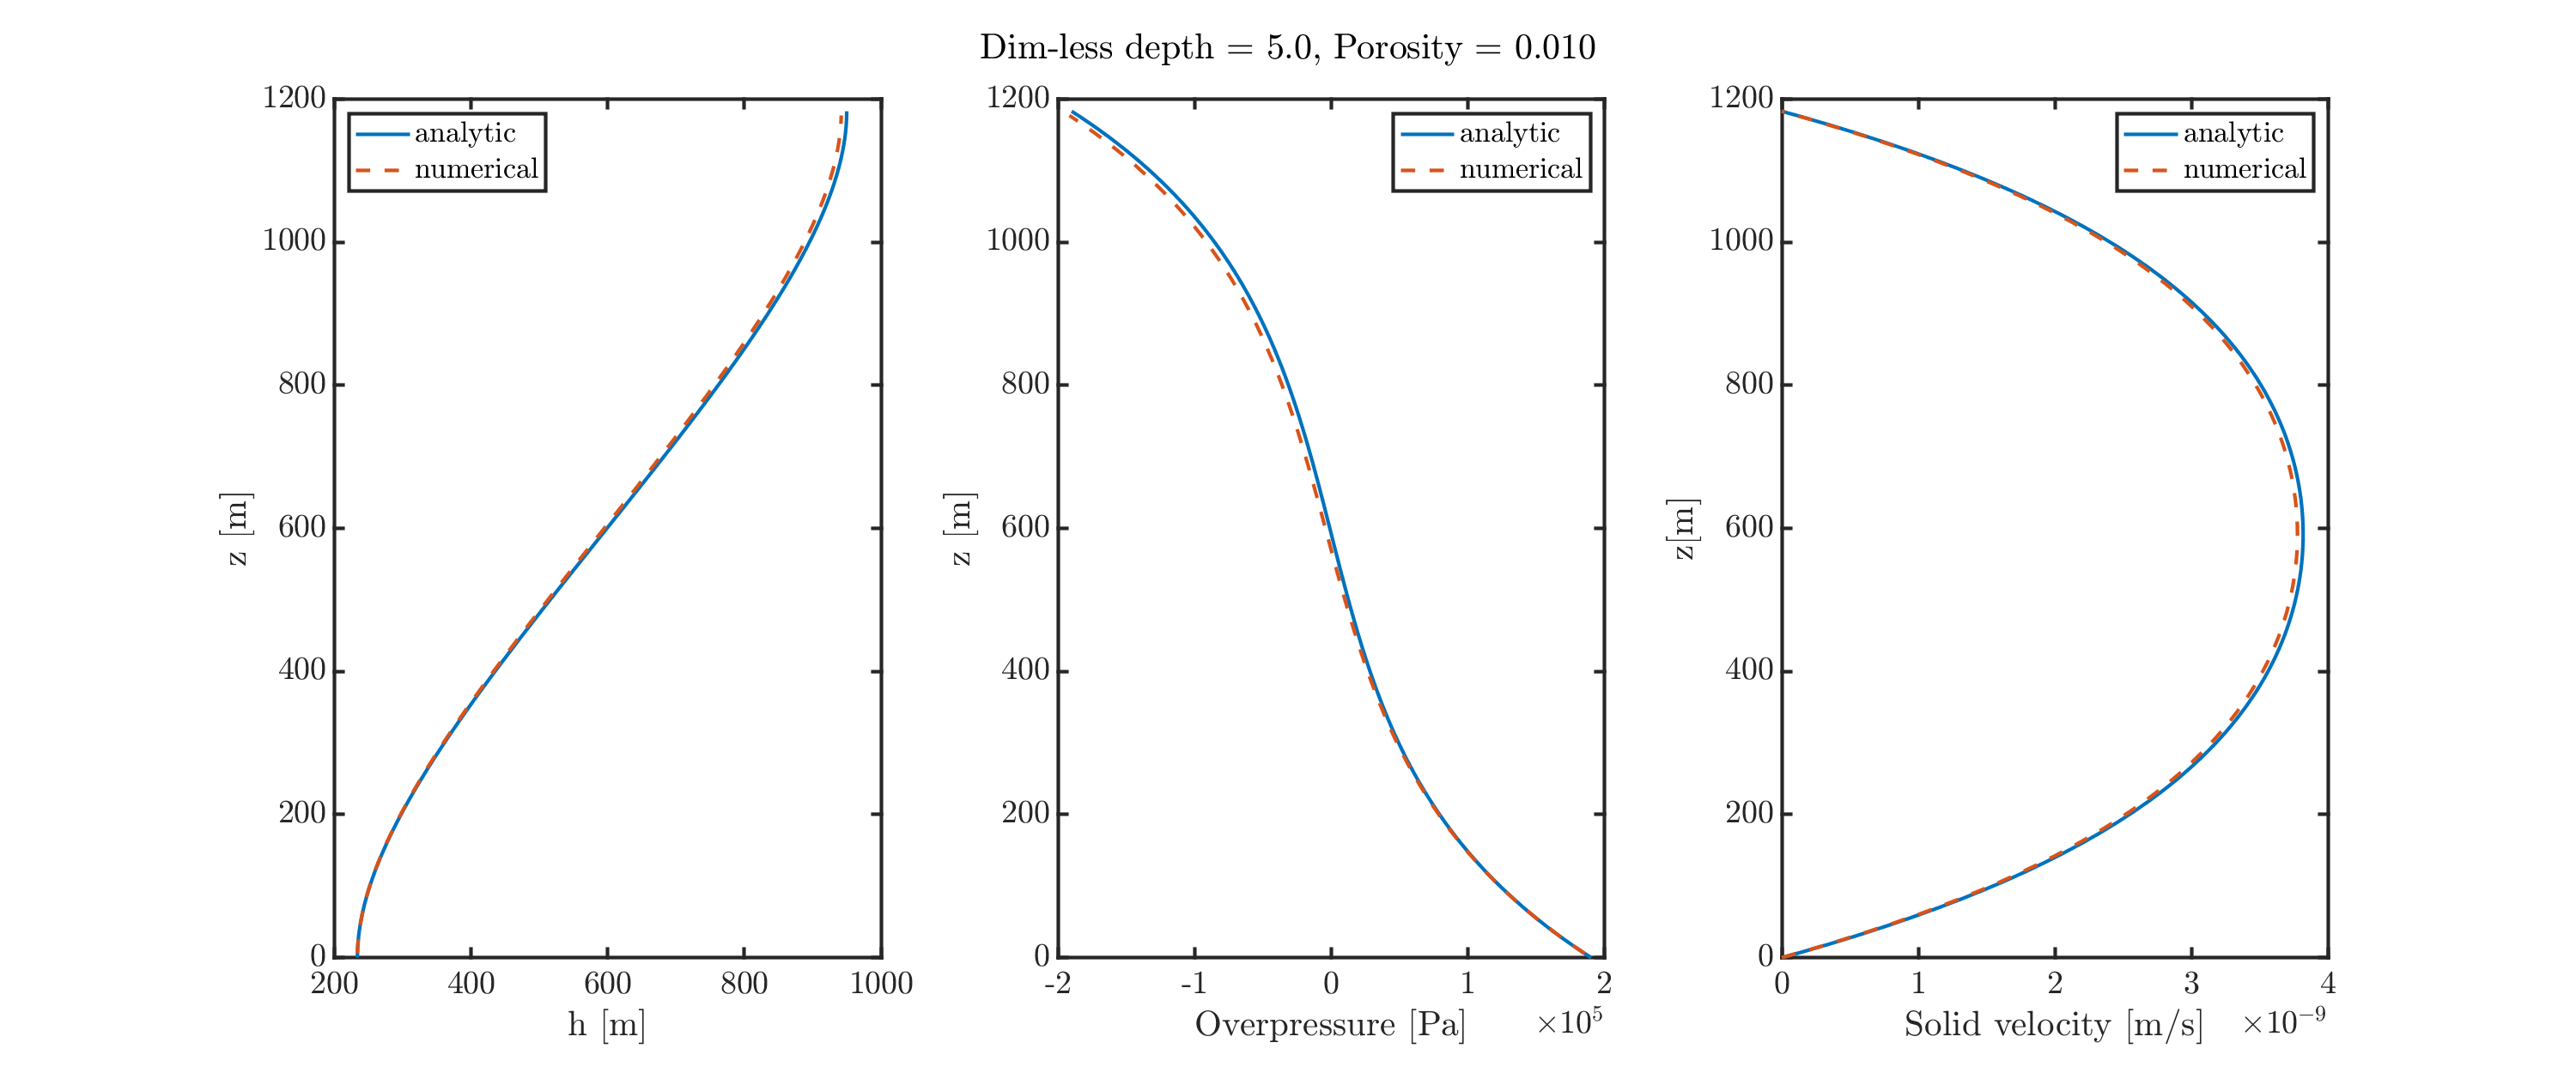 Dim-less depth = 5.0, Porosity = 0.010
1200
1000
800
600
400
200
0
z [m]
analytic
numerical
200 400 600 800 1000
h [m]
1200
1000
800
600
400
200
0
z [m]
analytic
numerical
-2 -1 0 1 2
Overpressure [Pa] ×10⁵
1200
1000
800
600
400
200
0
z[m]
analytic
numerical
0 1 2 3 4
Solid velocity [m/s] ×10⁻⁹